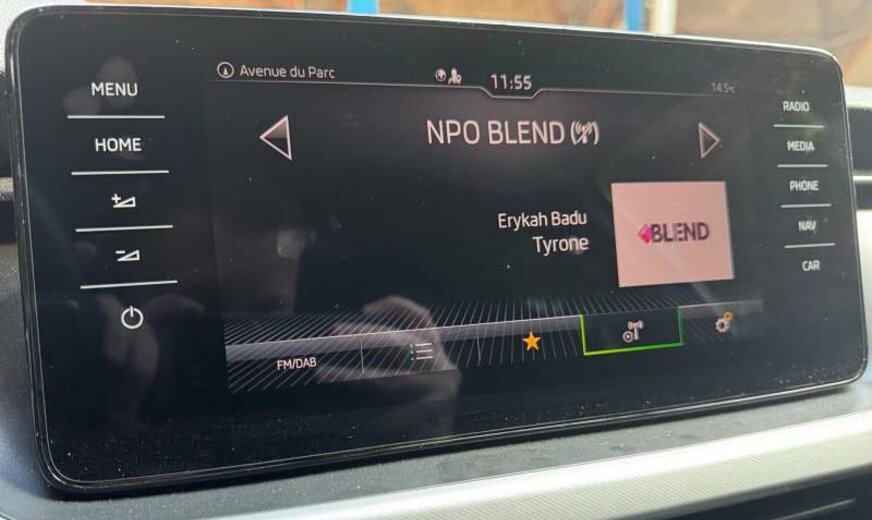 MENU
HOME
Avenue du Parc
11:55
14.5°C
NPO BLEND
Erykah Badu
Tyrone
BLEND
FM/DAB
RADIO
MEDIA
PHONE
NAV
CAR